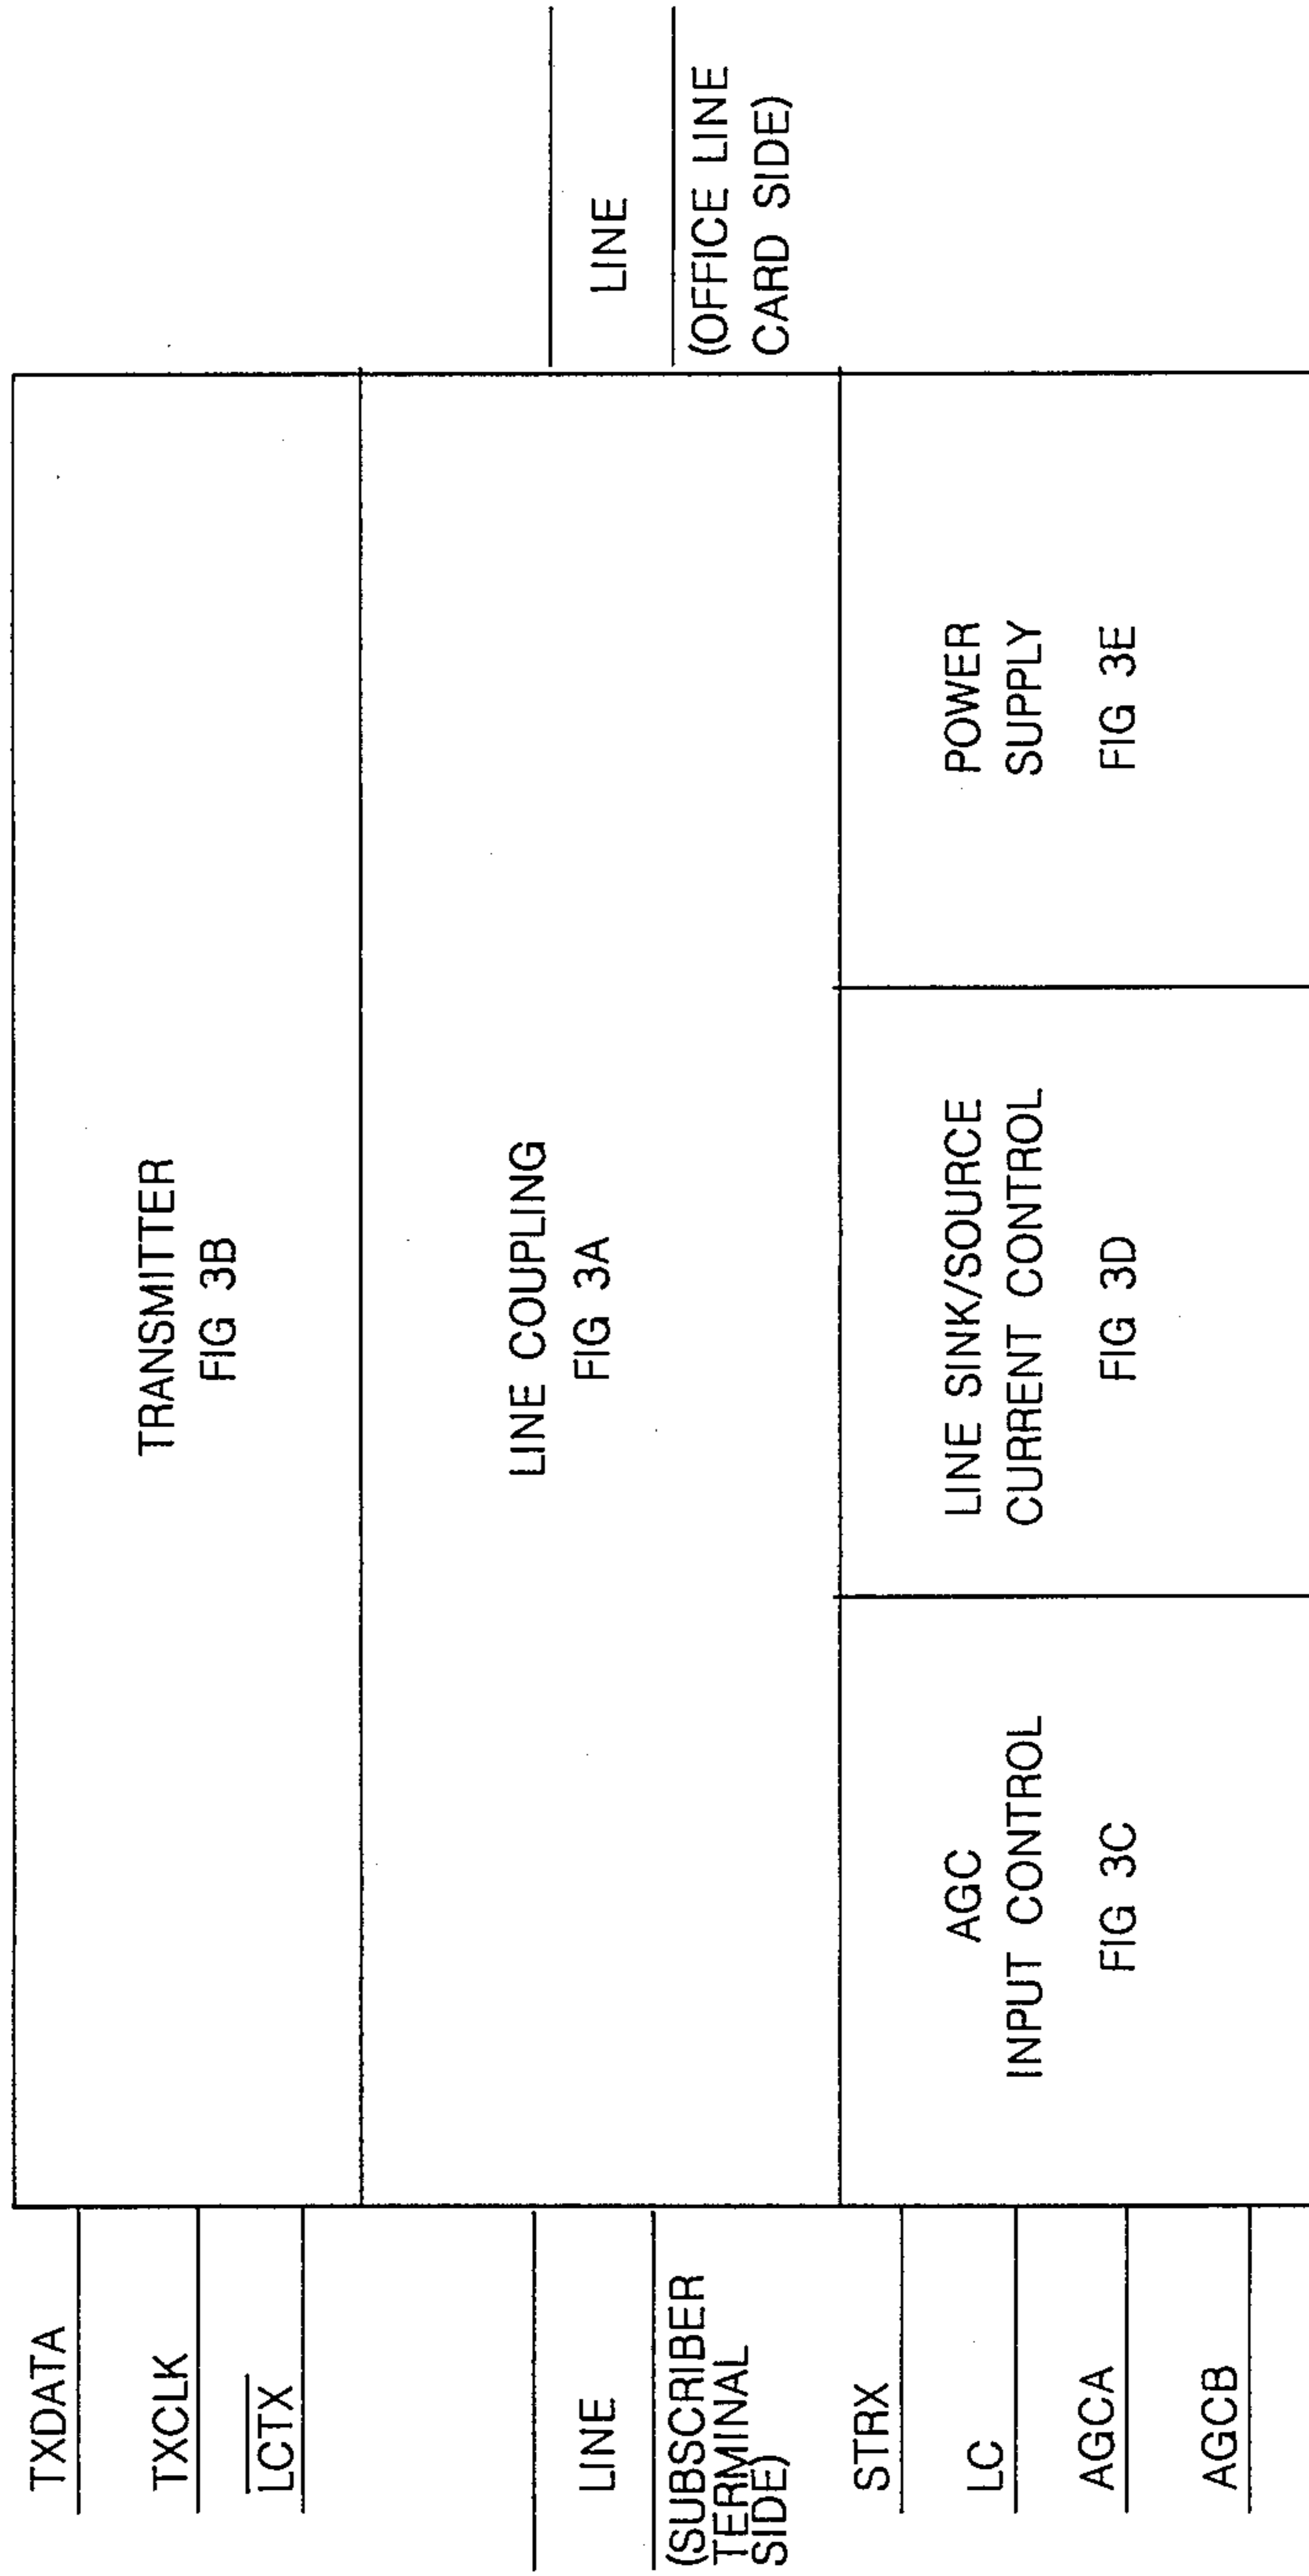 TXDATA
TXCLK
LCTX
TRANSMITTER
FIG 3B
LINE
(SUBSCRIBER
TERMINAL
SIDE)
LINE COUPLING
FIG 3A
LINE
(OFFICE LINE
CARD SIDE)
STRX
LC
AGCA
AGCB
AGC
INPUT CONTROL
FIG 3C
LINE SINK/SOURCE
CURRENT CONTROL
FIG 3D
POWER
SUPPLY
FIG 3E